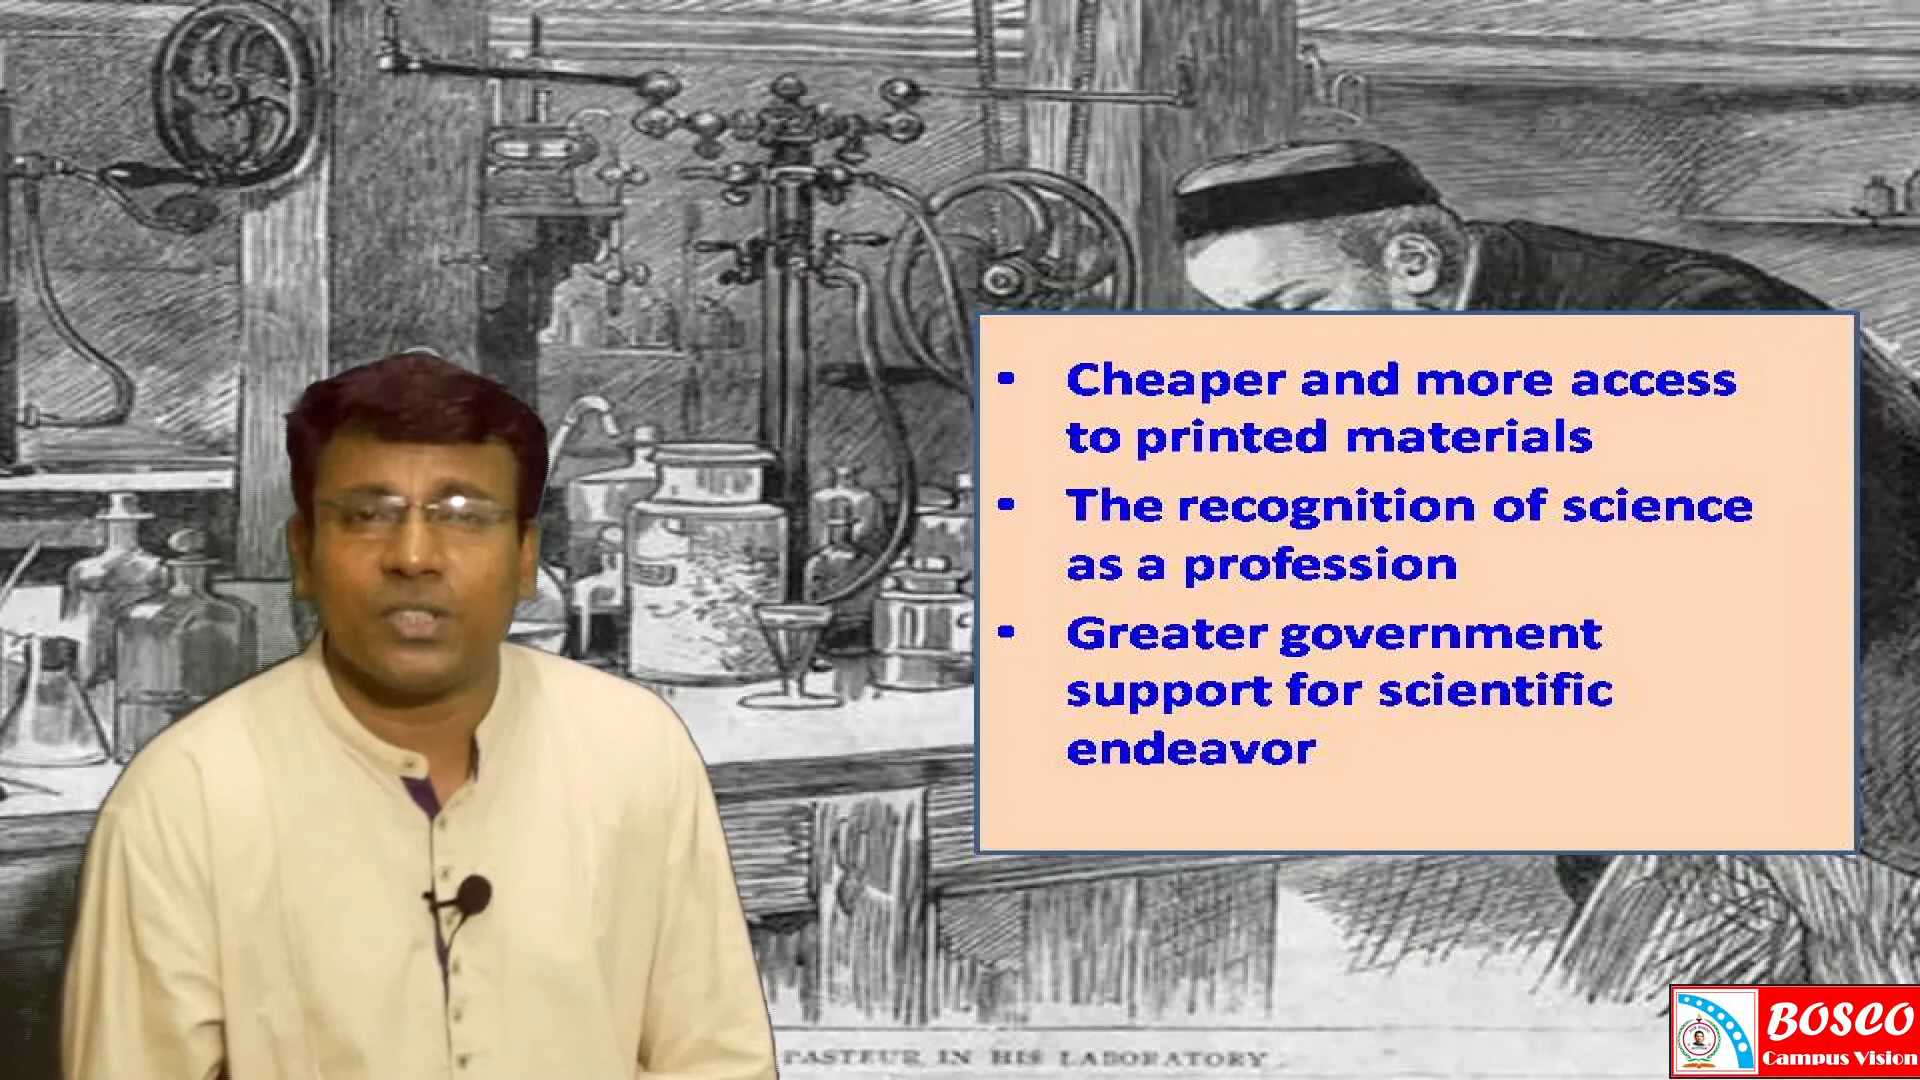 • Cheaper and more access
to printed materials
• The recognition of science
as a profession
• Greater government
support for scientific
endeavor
PASTEUR IN HIS LABORATORY.
BOSCO
Campus Vision